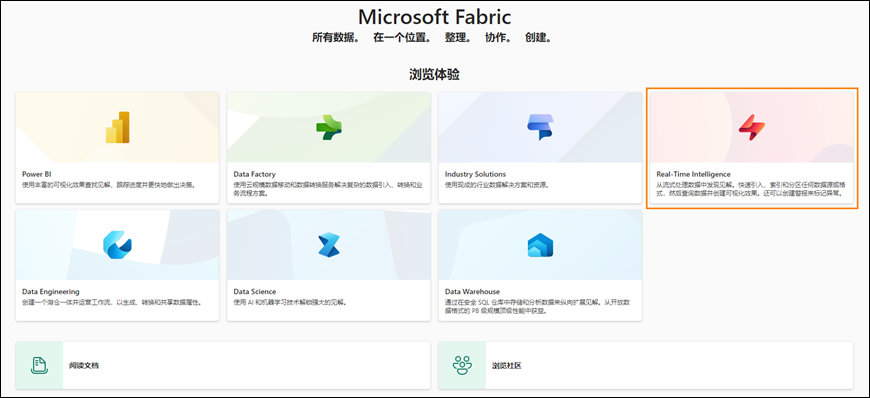 Microsoft Fabric
所有数据。 在一个位置。 整理。 协作。 创建。
浏览体验
Power BI
使用丰富的可视化效果查找见解、跟踪进度并更快地做出决策。
Data Factory
使用云规模数据移动和数据转换服务解决复杂的数据引入、转换和业
务流程方案。
Industry Solutions
使用现成的行业数据解决方案和资源。
Real-Time Intelligence
从流式处理数据中发现见解。快速引入、索引和分区任何数据源或格
式，然后查询数据并创建可视化效果。还可以创建警报来标记异常。
Data Engineering
创建一个湖仓一体并运营工作流，以生成、转换和共享数据属性。
Data Science
使用 AI 和机器学习技术解锁强大的见解。
Data Warehouse
通过在安全 SQL 仓库中存储和分析数据来纵向扩展见解。从开放数
据格式的 PB 级规模顶级性能中获益。
阅读文档
浏览社区